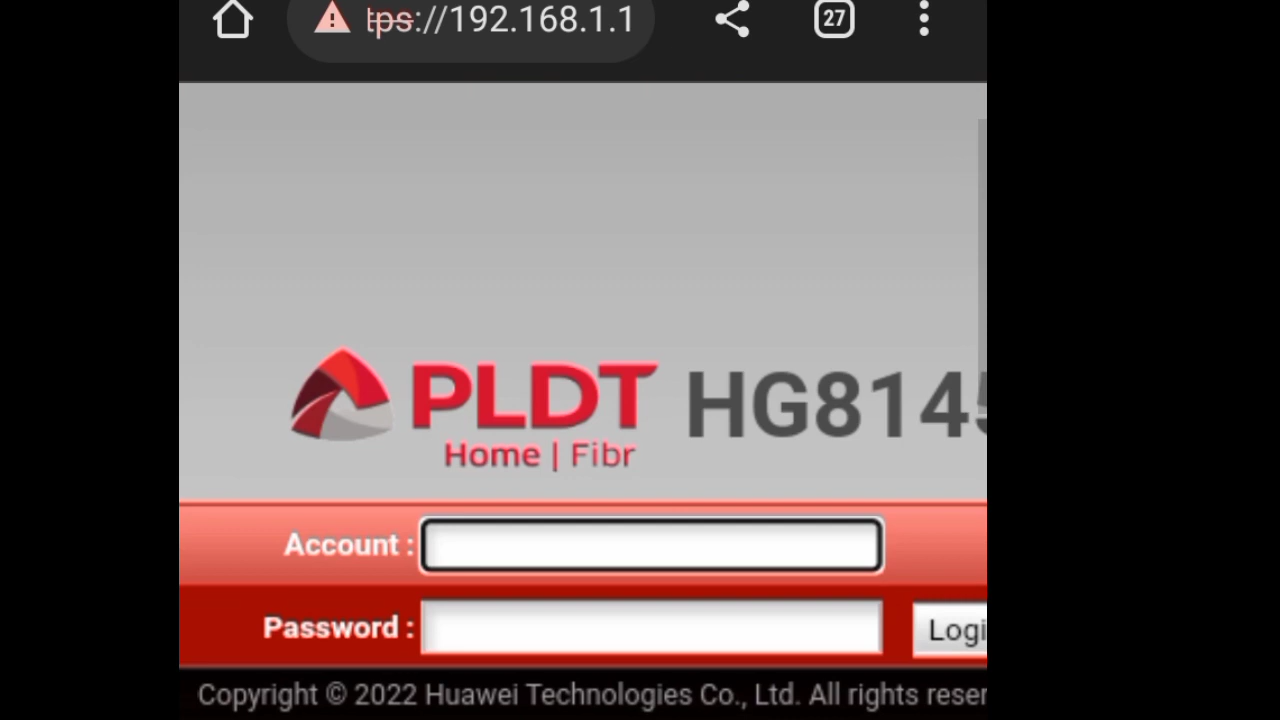 tps://192.168.1.1
27
PLDT HG8145
Home | Fibr
Account :
Password :
Logi
Copyright © 2022 Huawei Technologies Co., Ltd. All rights reser